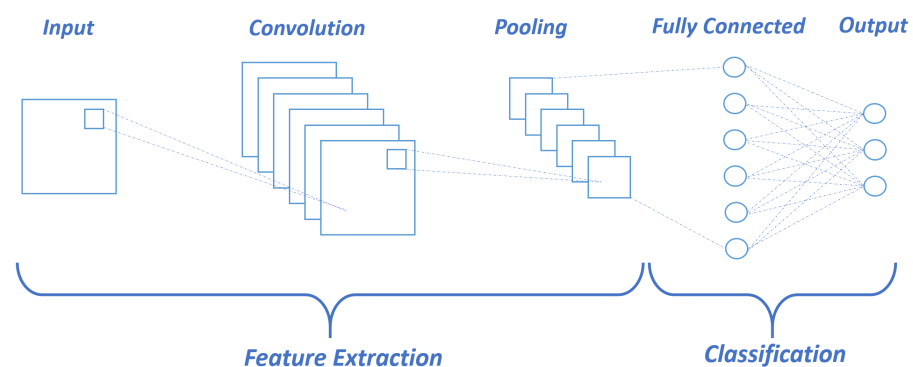 Input
Convolution
Pooling
Fully Connected
Output
Feature Extraction
Classification